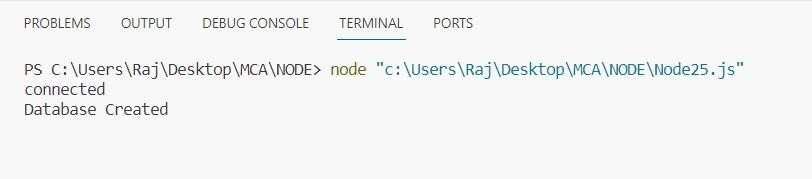 PROBLEMS OUTPUT DEBUG CONSOLE TERMINAL PORTS
PS C:\Users\Raj\Desktop\MCA\NODE> node "c:\Users\Raj\Desktop\MCA\NODE\Node25.js"
connected
Database Created